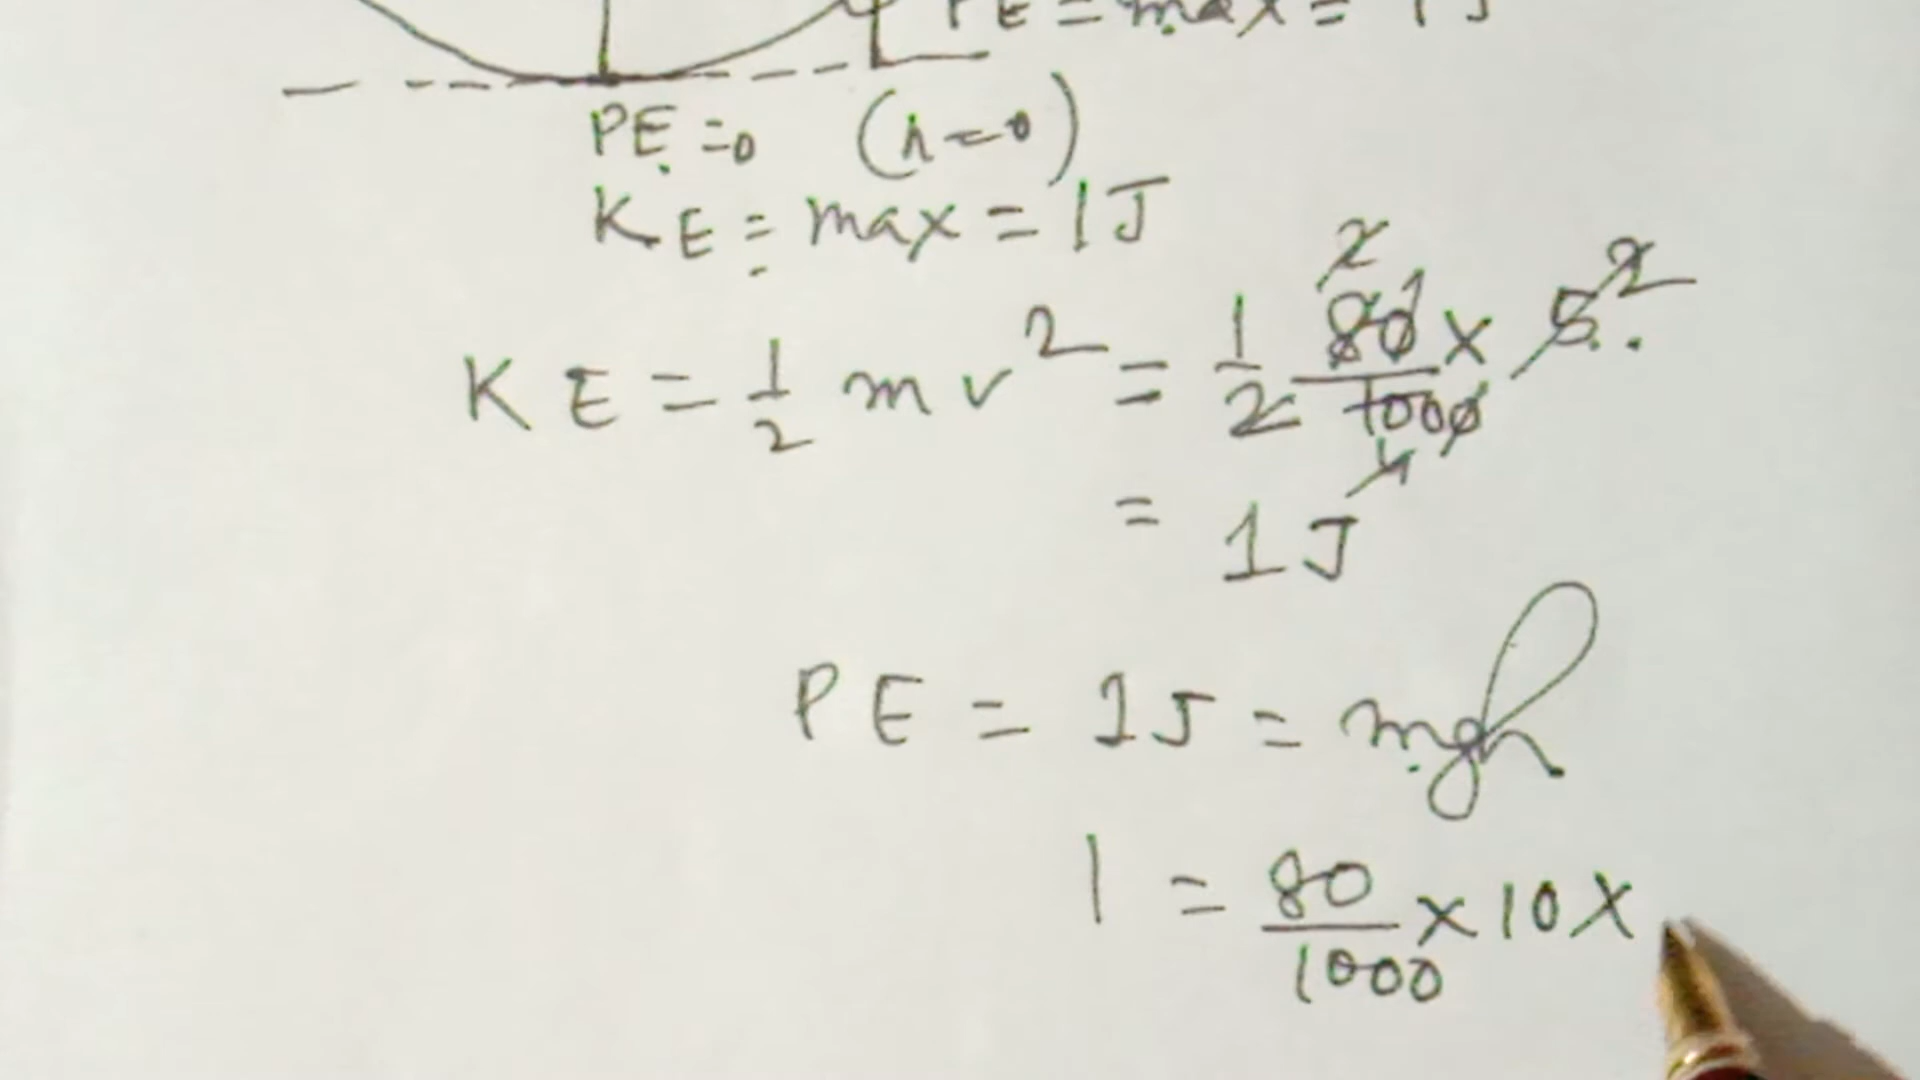 PE = max = 1J
PE = 0 (h = 0)
KE = max = 1J
KE = 1/2 mv² = 1/2 80/1000 × 5²
= 1J
PE = 1J = mgh
1 = 80/1000 × 10 ×